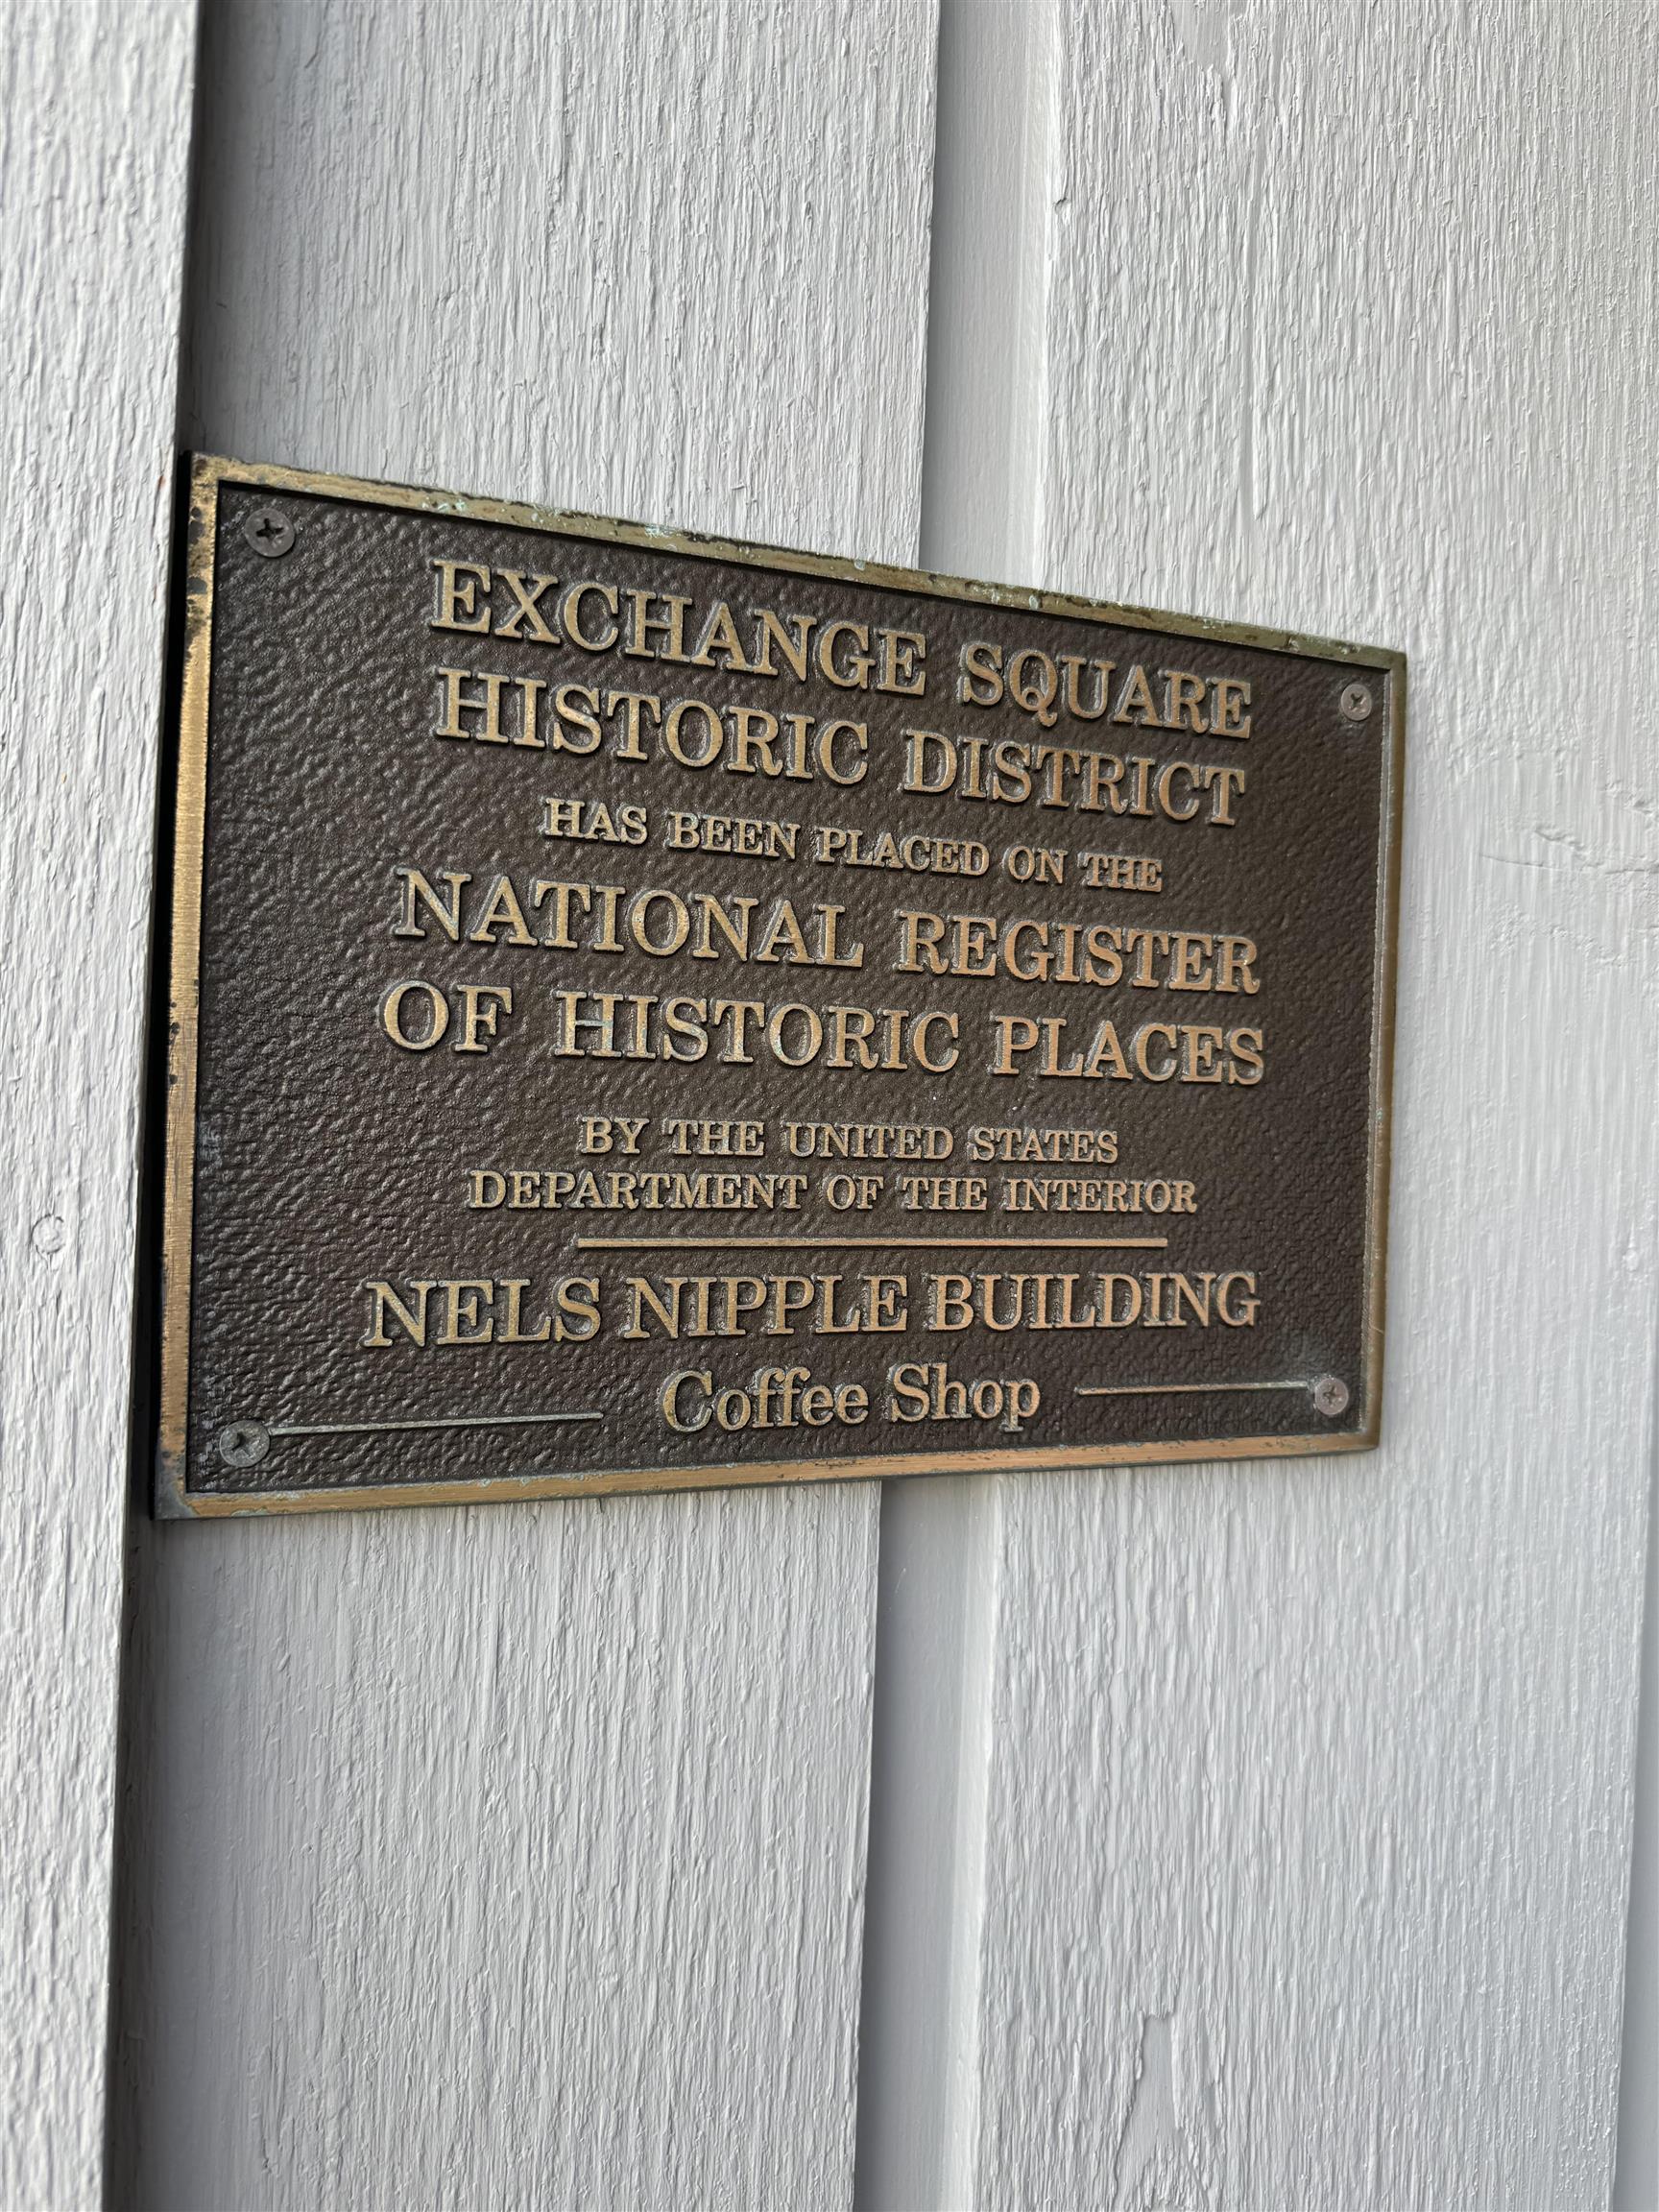 EXCHANGE SQUARE
HISTORIC DISTRICT
HAS BEEN PLACED ON THE
NATIONAL REGISTER
OF HISTORIC PLACES
BY THE UNITED STATES
DEPARTMENT OF THE INTERIOR
NELS NIPPLE BUILDING
Coffee Shop